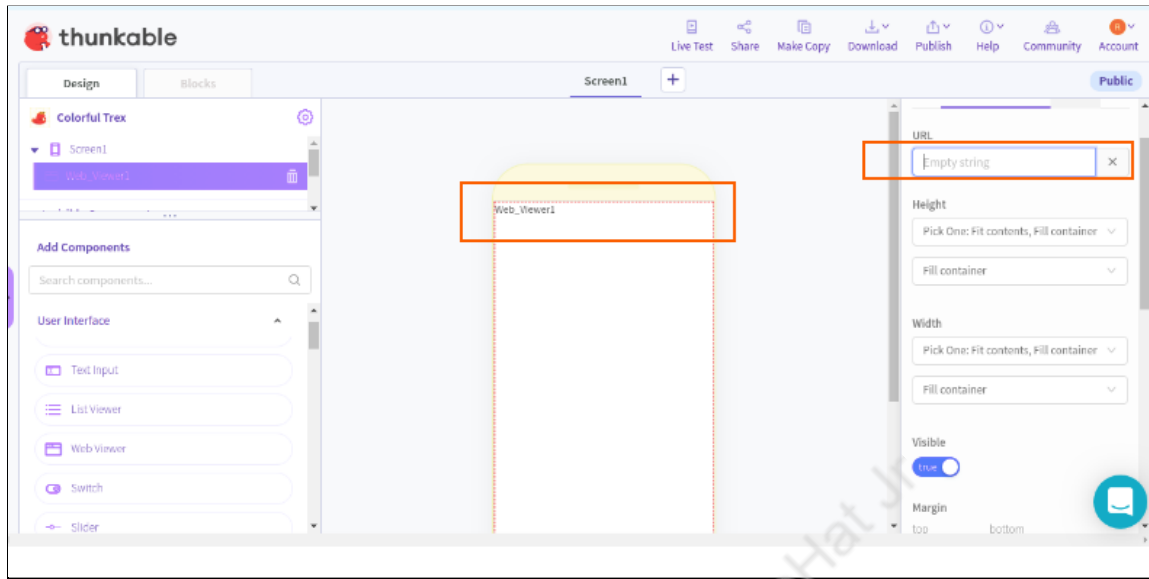 thunkable
Live Test Share Make Copy Download Publish Help Community Account
Design Blocks Screen1 + Public
Colorful Trex
Screen1
Web_Viewer1
Add Components
Search components...
User Interface
Text Input
List Viewer
Web Viewer
Switch
Slider
Web_Viewer1
URL
Empty string
Height
Pick One: Fit contents, Fill container
Fill container
Width
Pick One: Fit contents, Fill container
Fill container
Visible
true
Margin
top bottom